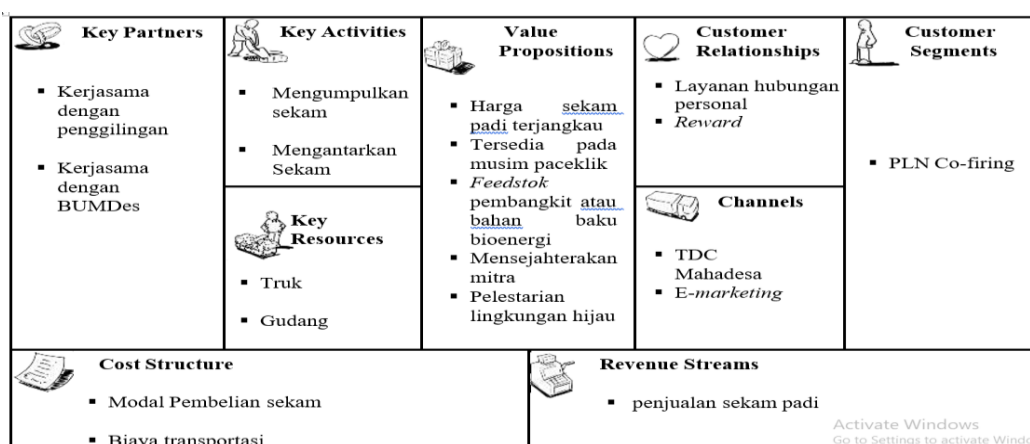 Key Partners
▪ Kerjasama
dengan
penggilingan
▪ Kerjasama
dengan
BUMDes
Key Activities
▪ Mengumpulkan
sekam
▪ Mengantarkan
Sekam
Key
Resources
▪ Truk
▪ Gudang
Value
Propositions
▪ Harga sekam
padi terjangkau
▪ Tersedia pada
musim paceklik
▪ Feedstok
pembangkit atau
bahan baku
bioenergi
▪ Mensejahterakan
mitra
▪ Pelestarian
lingkungan hijau
Customer
Relationships
▪ Layanan hubungan
personal
▪ Reward
Channels
▪ TDC
Mahadesa
▪ E-marketing
Customer
Segments
▪ PLN Co-firing
Cost Structure
▪ Modal Pembelian sekam
▪ Biaya transportasi
Revenue Streams
▪ penjualan sekam padi
Activate Windows
Go to Settings to activate Windo